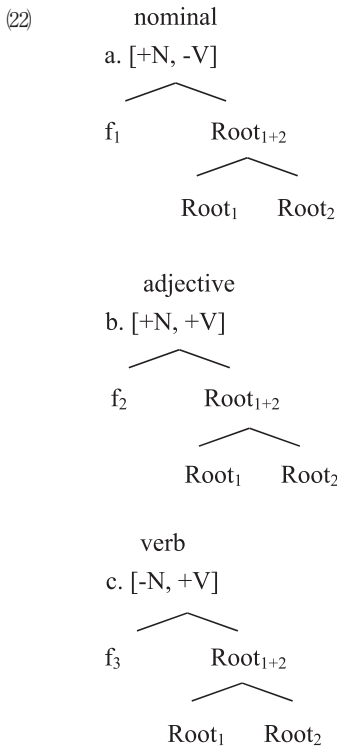 (22)
nominal
a. [+N, -V]
f₁ Root₁₊₂
Root₁ Root₂
adjective
b. [+N, +V]
f₂ Root₁₊₂
Root₁ Root₂
verb
c. [-N, +V]
f₃ Root₁₊₂
Root₁ Root₂